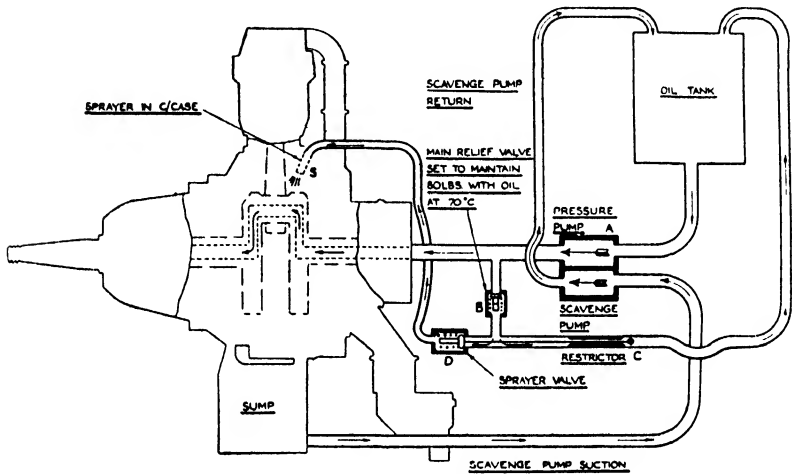 SPRAYER IN C/CASE
S
SCAVENGE PUMP
RETURN
OIL TANK
MAIN RELIEF VALVE
SET TO MAINTAIN
80LBS WITH OIL
AT 70°C
PRESSURE
PUMP
A
B
SCAVENGE
PUMP
RESTRICTOR
C
D
SPRAYER VALVE
SUMP
SCAVENGE PUMP SUCTION